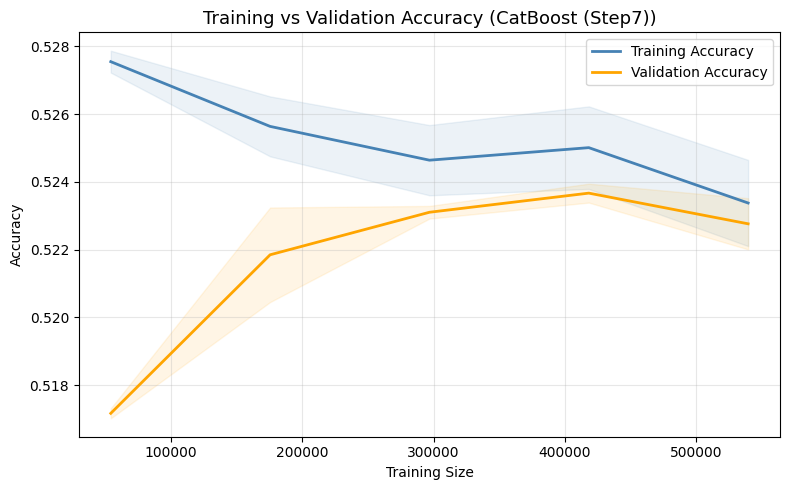 Training vs Validation Accuracy (CatBoost (Step7))
Training Accuracy
Validation Accuracy
Accuracy
0.528
0.526
0.524
0.522
0.520
0.518
100000
200000
300000
400000
500000
Training Size